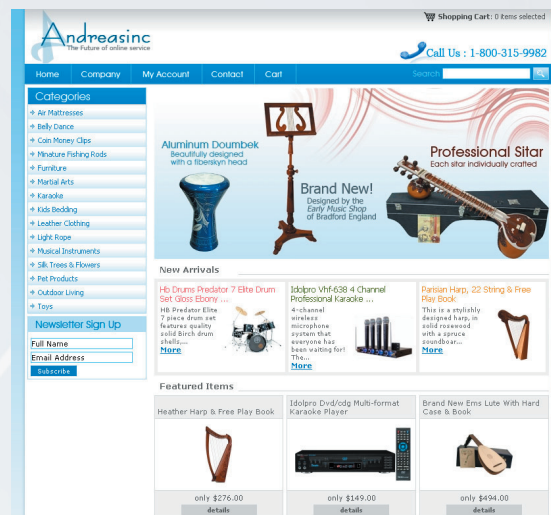 Shopping Cart: 0 items selected
Andreasinc
The Future of online service
Call Us : 1-800-315-9982
Home Company My Account Contact Cart Search
Categories
Air Mattresses
Belly Dance
Coin Money Clips
Minature Fishing Rods
Furniture
Martial Arts
Karaoke
Kids Bedding
Leather Clothing
Light Rope
Musical Instruments
Silk Trees & Flowers
Pet Products
Outdoor Living
Toys
Newsletter Sign Up
Full Name
Email Address
Subscribe
Aluminum Doumbek
Beautifully designed
with a fiberskyn head
Brand New!
Designed by the
Early Music Shop
of Bradford England
Professional Sitar
Each sitar individually crafted
New Arrivals
Hb Drums Predator 7 Elite Drum
Set Gloss Ebony ...
HB Predator Elite
7 piece drum set
features quality
solid Birch drum
shells,...
More
Idolpro Vhf-638 4 Channel
Professional Karaoke ...
4-channel
wireless
microphone
system that
everyone has
been waiting for!
The...
More
Parisian Harp, 22 String & Free
Play Book
This is a stylishly
designed harp, in
solid rosewood
with a spruce
soundboar...
More
Featured Items
Heather Harp & Free Play Book
only $276.00
details
Idolpro Dvd/cdg Multi-format
Karaoke Player
only $149.00
details
Brand New Ems Lute With Hard
Case & Book
only $494.00
details